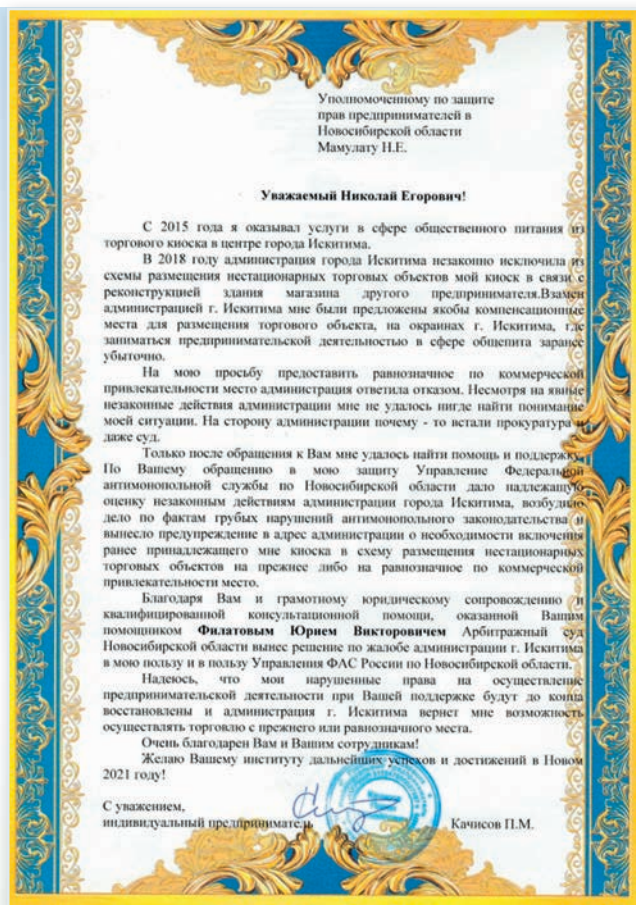 Уполномоченному по защите
прав предпринимателей в
Новосибирской области
Мамулату Н.Е.
Уважаемый Николай Егорович!
С 2015 года я оказывал услуги в сфере общественного питания из
торгового киоска в центре города Искитима.
В 2018 году администрация города Искитима незаконно исключила из
схемы размещения нестационарных торговых объектов мой киоск в связи с
реконструкцией здания магазина другого предпринимателя.Взамен
администрацией г. Искитима мне были предложены якобы компенсационные
места для размещения торгового объекта, на окраинах г. Искитима, где
заниматься предпринимательской деятельностью в сфере общепита заранее
убыточно.
На мою просьбу предоставить равнозначное по коммерческой
привлекательности место администрация ответила отказом. Несмотря на явные
незаконные действия администрации мне не удалось нигде найти понимание
моей ситуации. На сторону администрации почему - то встали прокуратура и
даже суд.
Только после обращения к Вам мне удалось найти помощь и поддержку.
По Вашему обращению в мою защиту Управление Федеральной
антимонопольной службы по Новосибирской области дало надлежащую
оценку незаконным действиям администрации города Искитима, возбудило
дело по фактам грубых нарушений антимонопольного законодательства и
вынесло предупреждение в адрес администрации о необходимости включения
ранее принадлежащего мне киоска в схему размещения нестационарных
торговых объектов на прежнее либо на равнозначное по коммерческой
привлекательности место.
Благодаря Вам и грамотному юридическому сопровождению и
квалифицированной консультационной помощи, оказанной Вашим
помощником Филатовым Юрием Викторовичем Арбитражный суд
Новосибирской области вынес решение по жалобе администрации г. Искитима
в мою пользу и в пользу Управления ФАС России по Новосибирской области.
Надеюсь, что мои нарушенные права на осуществление
предпринимательской деятельности при Вашей поддержке будут до конца
восстановлены и администрация г. Искитима вернет мне возможность
осуществлять торговлю с прежнего или равнозначного места.
Очень благодарен Вам и Вашим сотрудникам!
Желаю Вашему институту дальнейших успехов и достижений в Новом
2021 году!
С уважением,
индивидуальный предприниматель Качисов П.М.